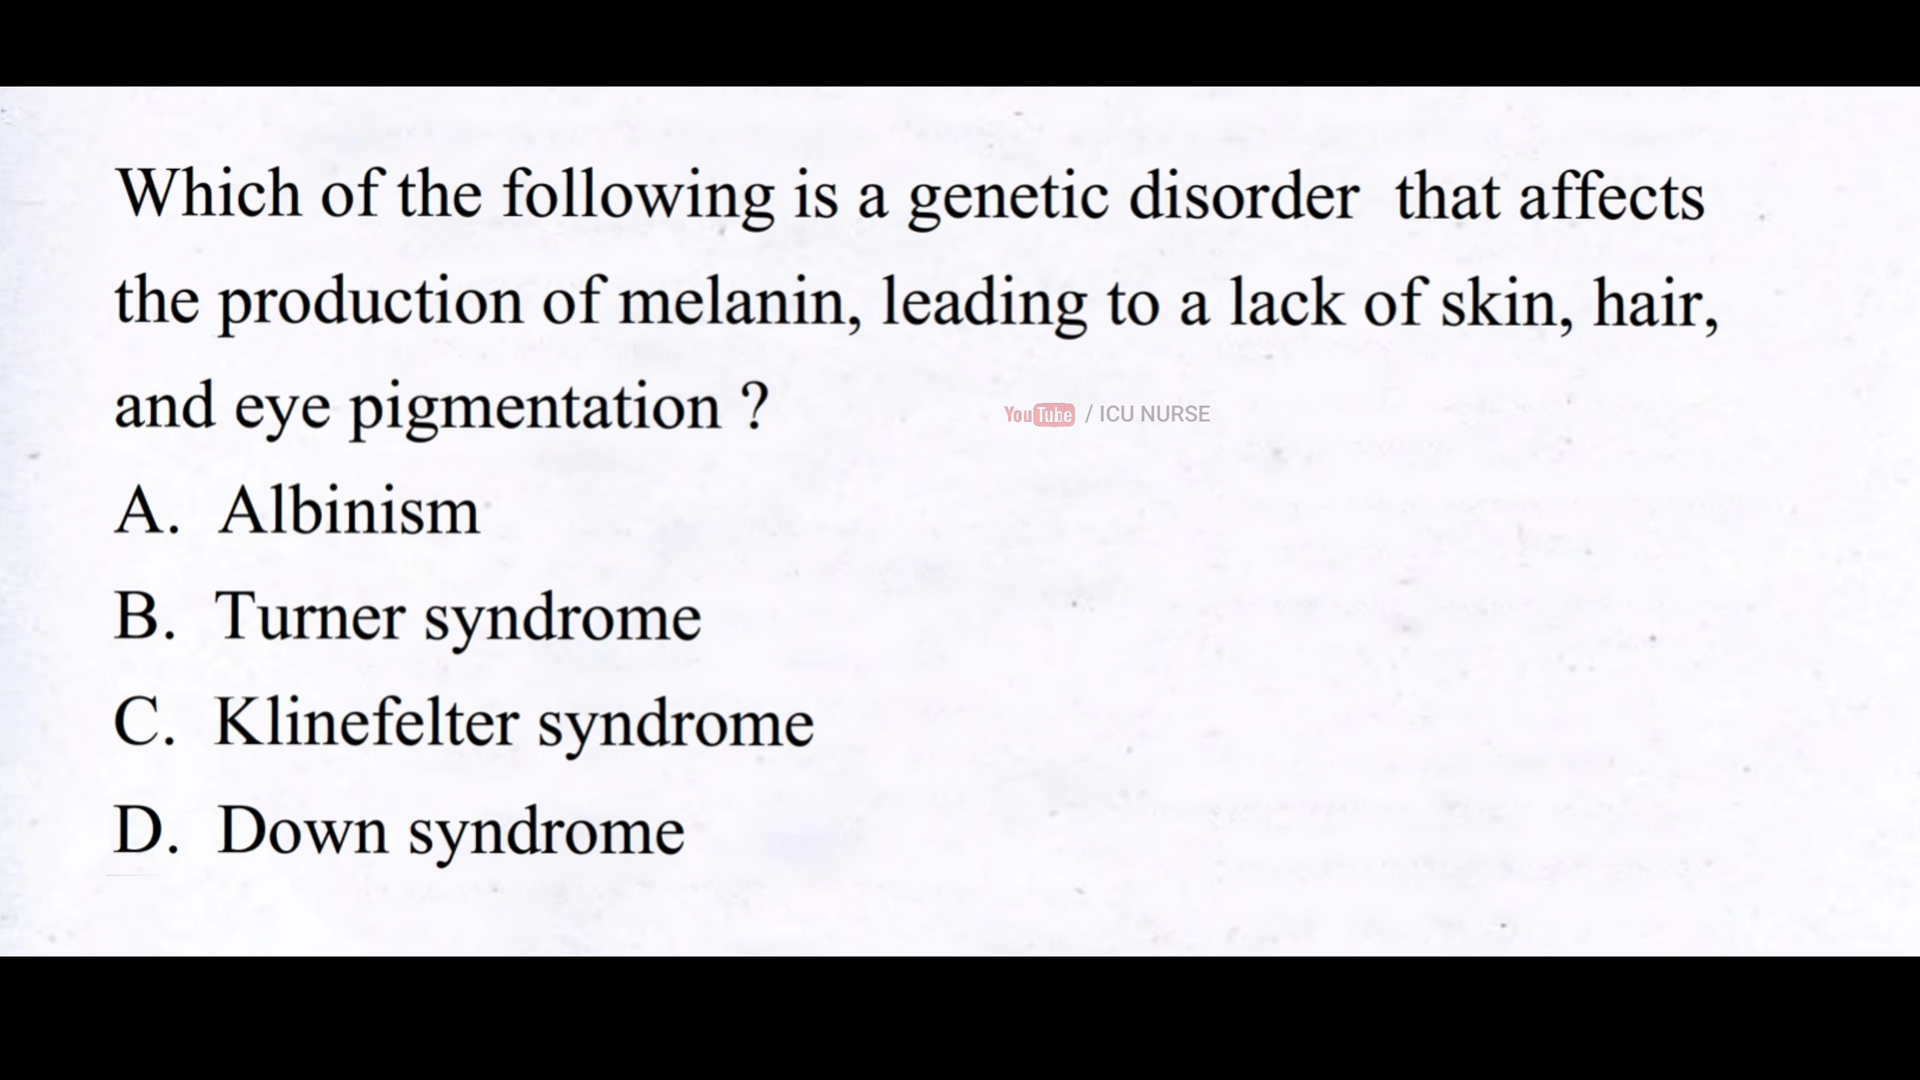 Which of the following is a genetic disorder that affects
the production of melanin, leading to a lack of skin, hair,
and eye pigmentation ?
YouTube / ICU NURSE
A. Albinism
B. Turner syndrome
C. Klinefelter syndrome
D. Down syndrome